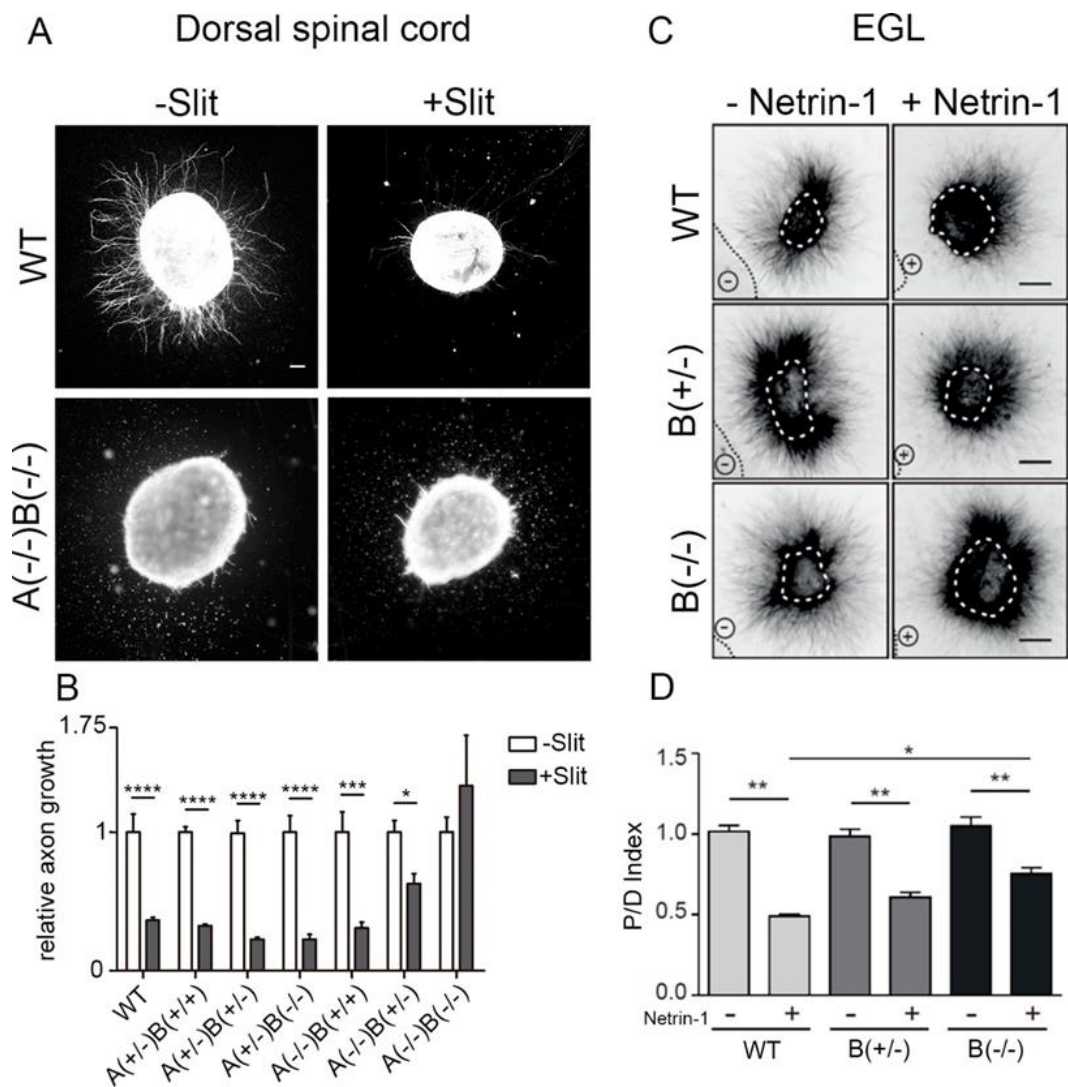 A Dorsal spinal cord
-Slit +Slit
WT
A(-/-)B(-/-)
B
relative axon growth
1.75
1
0
-Slit
+Slit
**** **** **** **** *** *
WT A(+/-)B(+/+) A(+/-)B(+/-) A(+/-)B(-/-) A(-/-)B(+/+) A(-/-)B(+/-) A(-/-)B(-/-)
C EGL
- Netrin-1 + Netrin-1
WT
- +
B(+/-)
- +
B(-/-)
- +
D
P/D Index
1.5
1.0
0.5
0.0
*
** ** **
Netrin-1 - + - + - +
WT B(+/-) B(-/-)